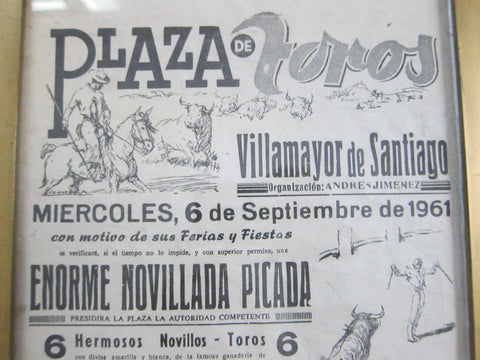 PLAZA DE Toros
Villamayor de Santiago
Organización: ANDRES JIMENEZ
MIERCOLES, 6 de Septiembre de 1961
con motivo de sus Ferias y Fiestas
se verificará, si el tiempo no lo impide, y con superior permiso, una
ENORME NOVILLADA PICADA
PRESIDIRA LA PLAZA LA AUTORIDAD COMPETENTE
6 Hermosos Novillos - Toros 6
con divisa amarilla y blanca, de la famosa ganadería de